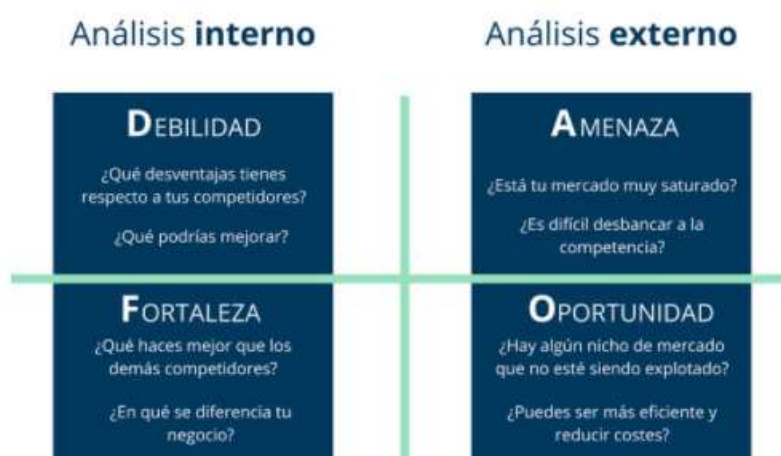 Análisis interno
Análisis externo
DEBILIDAD
¿Qué desventajas tienes
respecto a tus competidores?
¿Qué podrías mejorar?
AMENAZA
¿Está tu mercado muy saturado?
¿Es difícil desbancar a la
competencia?
FORTALEZA
¿Qué haces mejor que los
demás competidores?
¿En qué se diferencia tu
negocio?
OPORTUNIDAD
¿Hay algún nicho de mercado
que no esté siendo explotado?
¿Puedes ser más eficiente y
reducir costes?